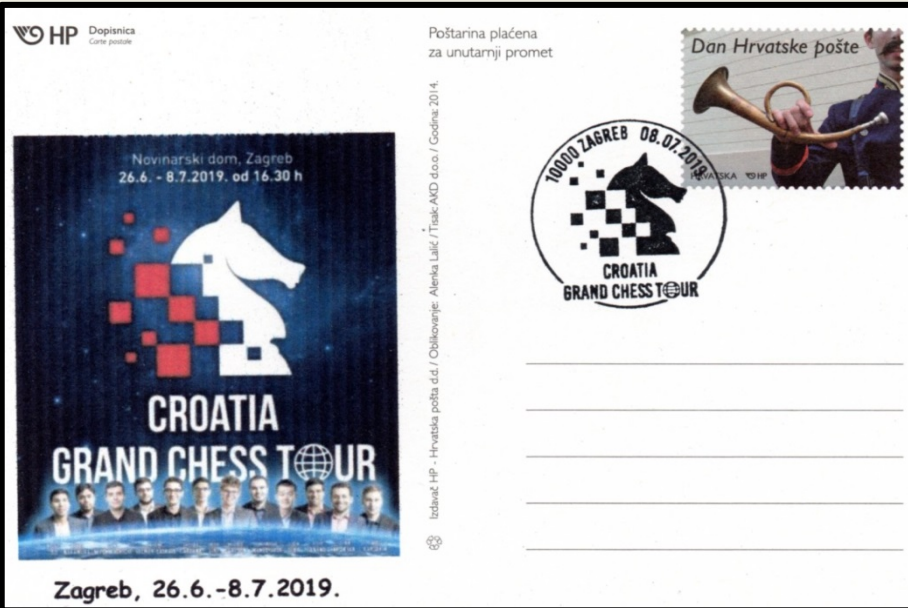 HP Dopisnica
Carte postale
Poštarina plaćena
za unutarnji promet
Dan Hrvatske pošte
HRVATSKA HP
10000 ZAGREB 08.07.2019.
CROATIA
GRAND CHESS TOUR
Novinarski dom, Zagreb
26.6. - 8.7.2019. od 16.30 h
CROATIA
GRAND CHESS TOUR
Izdavač HP - Hrvatska pošta d.d. / Oblikovanje: Alenka Lalić / Tisak: AKD d.o.o. / Godina: 2014.
Zagreb, 26.6.-8.7.2019.